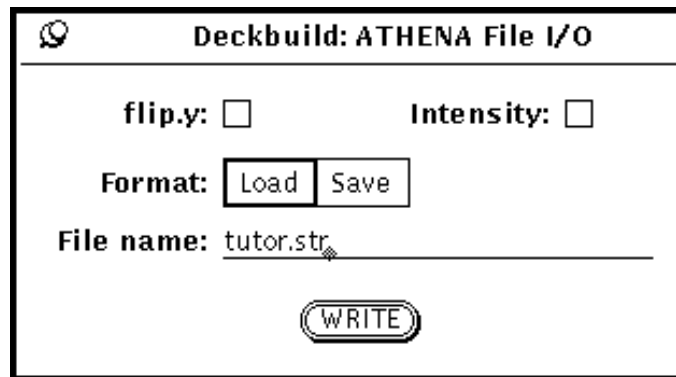 Deckbuild: ATHENA File I/O
flip.y: Intensity:
Format: Load Save
File name: tutor.str
WRITE